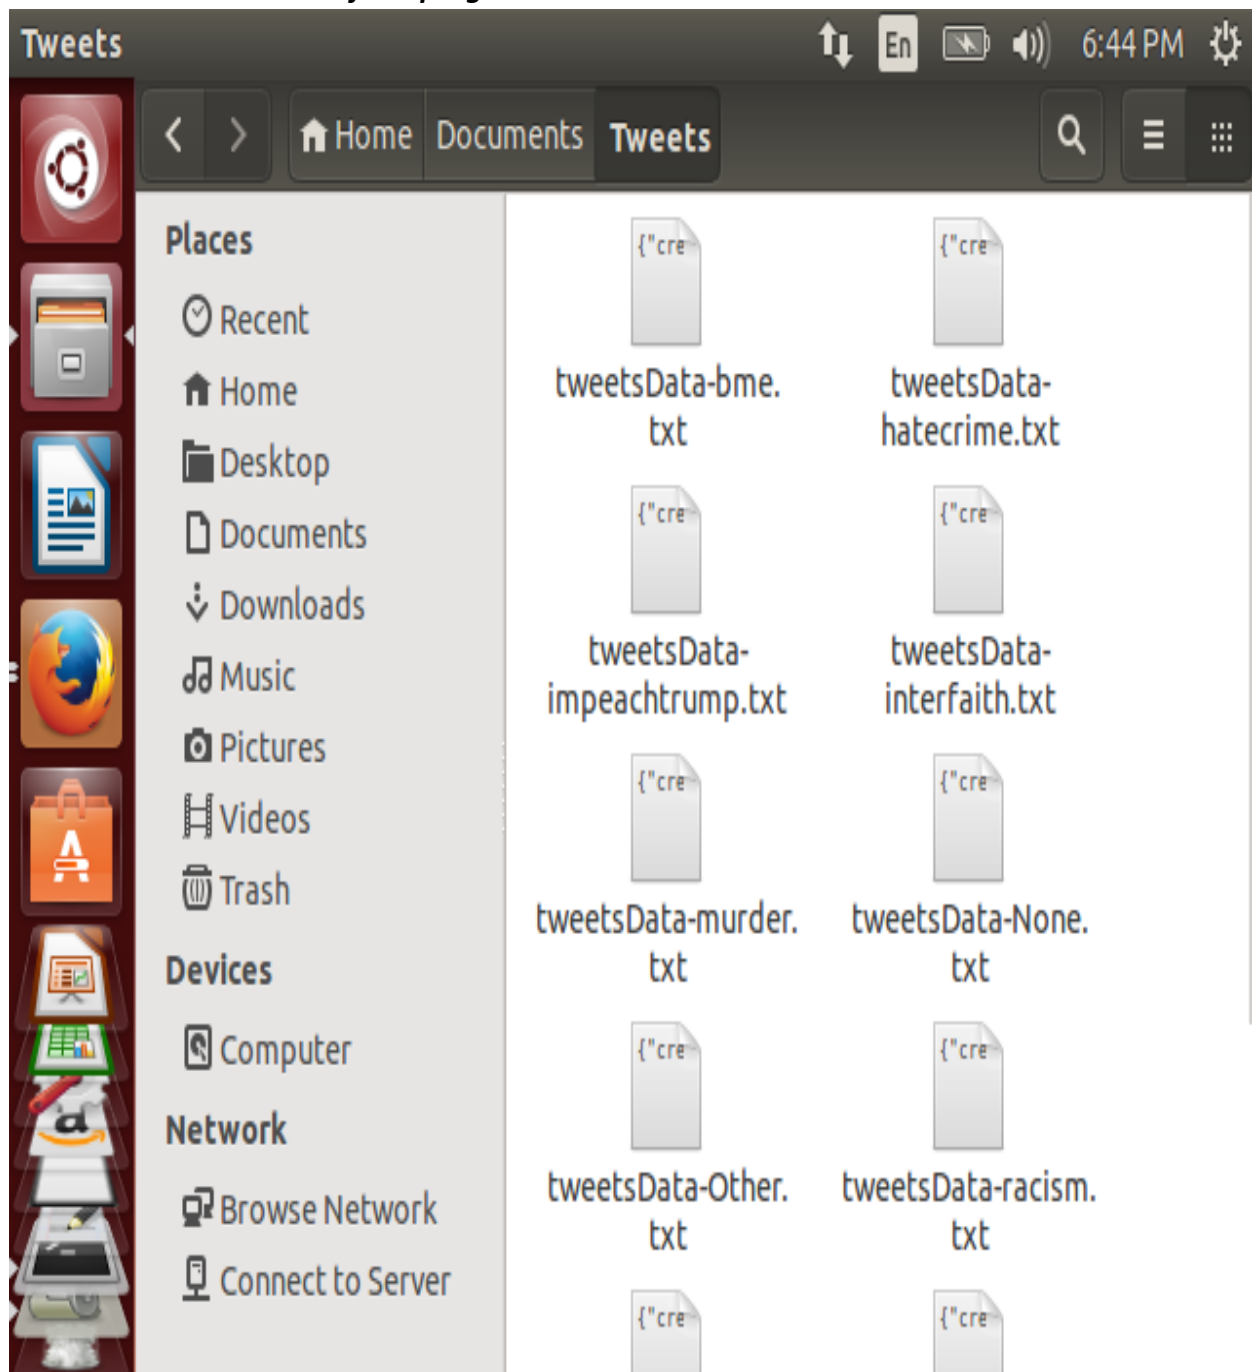 Tweets
En
6:44 PM
Home
Documents
Tweets
Places
Recent
Home
Desktop
Documents
Downloads
Music
Pictures
Videos
Trash
Devices
Computer
Network
Browse Network
Connect to Server
{"cre
{"cre
tweetsData-bme.
txt
tweetsData-
hatecrime.txt
{"cre
{"cre
tweetsData-
impeachtrump.txt
tweetsData-
interfaith.txt
{"cre
{"cre
tweetsData-murder.
txt
tweetsData-None.
txt
{"cre
{"cre
tweetsData-Other.
txt
tweetsData-racism.
txt
{"cre
{"cre